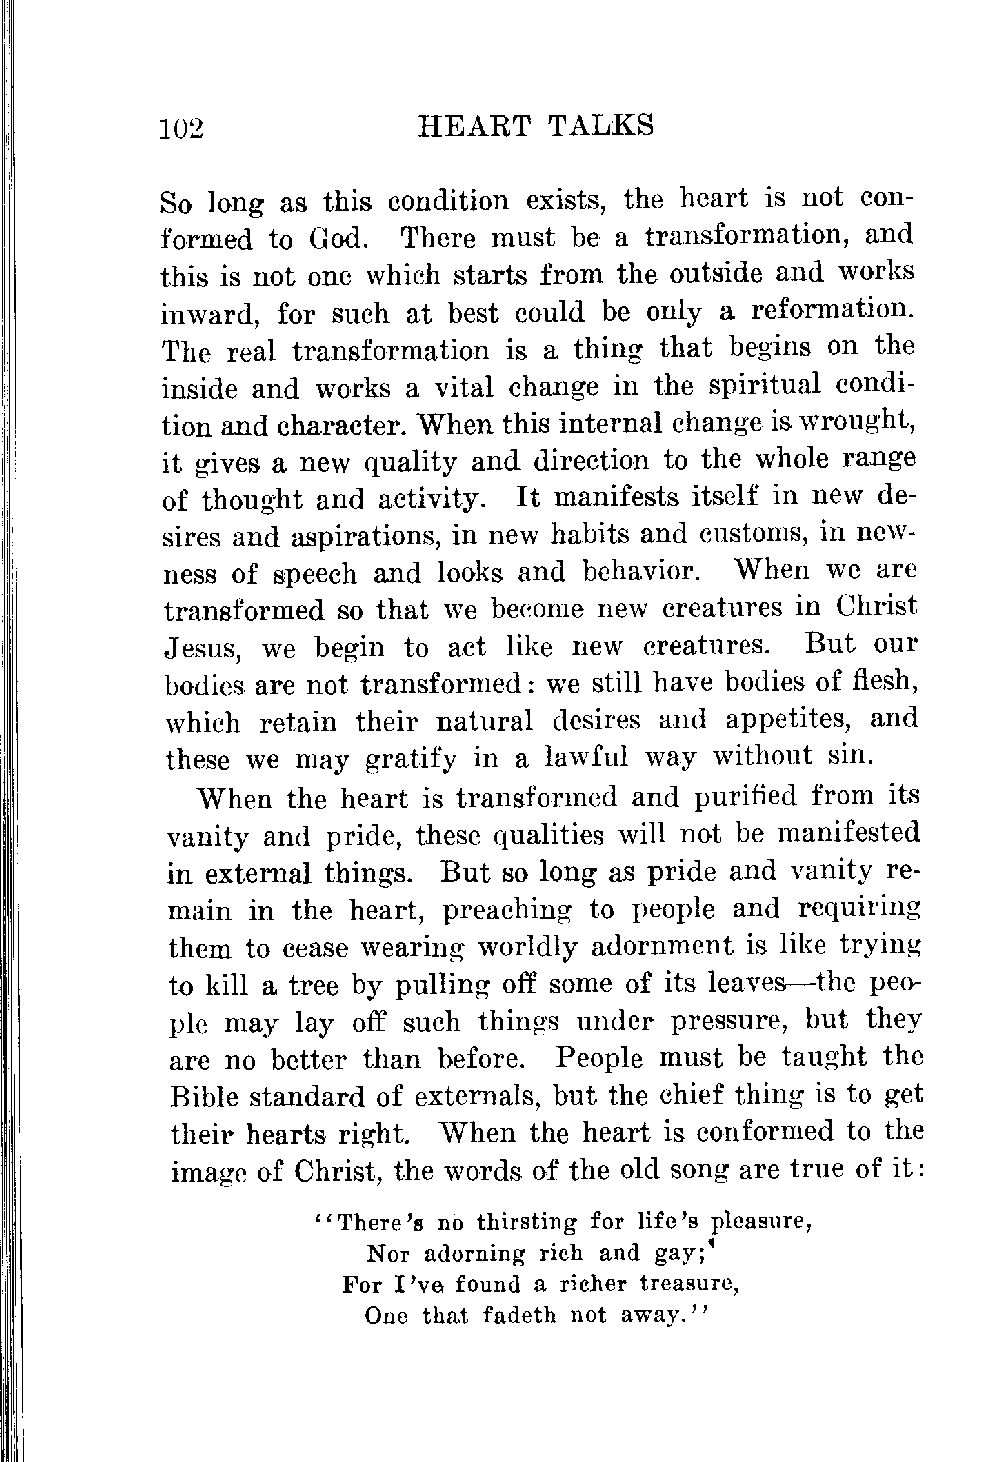 102 HEART TALKS
So long as this condition exists, the heart is not con-
formed to God. There must be a transformation, and
this is not one which starts from the outside and works
inward, for such at best could be only a reformation.
The real transformation is a thing that begins on the
inside and works a vital change in the spiritual condi-
tion and character. When this internal change is wrought,
it gives a new quality and direction to the whole range
of thought and activity. It manifests itself in new de-
sires and aspirations, in new habits and customs, in new-
ness of speech and looks and behavior. When we are
transformed so that we become new creatures in Christ
Jesus, we begin to act like new creatures. But our
bodies are not transformed: we still have bodies of flesh,
which retain their natural desires and appetites, and
these we may gratify in a lawful way without sin.
When the heart is transformed and purified from its
vanity and pride, these qualities will not be manifested
in external things. But so long as pride and vanity re-
main in the heart, preaching to people and requiring
them to cease wearing worldly adornment is like trying
to kill a tree by pulling off some of its leaves—the peo-
ple may lay off such things under pressure, but they
are no better than before. People must be taught the
Bible standard of externals, but the chief thing is to get
their hearts right. When the heart is conformed to the
image of Christ, the words of the old song are true of it:
"There's no thirsting for life's pleasure,
Nor adorning rich and gay;
For I've found a richer treasure,
One that fadeth not away."